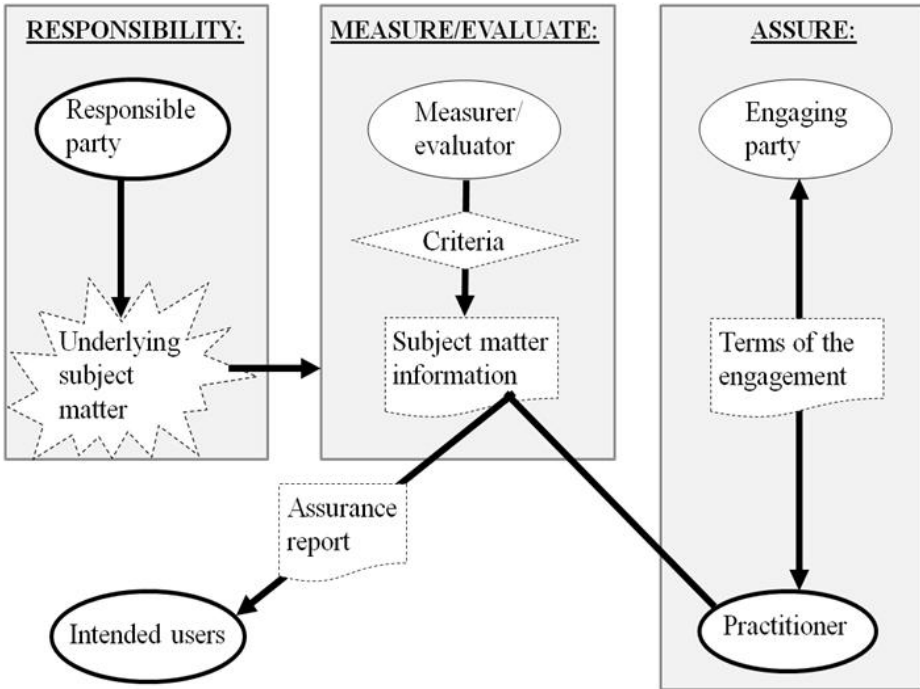 RESPONSIBILITY:
Responsible
party
Underlying
subject
matter
MEASURE/EVALUATE:
Measurer/
evaluator
Criteria
Subject matter
information
ASSURE:
Engaging
party
Terms of the
engagement
Practitioner
Assurance
report
Intended users